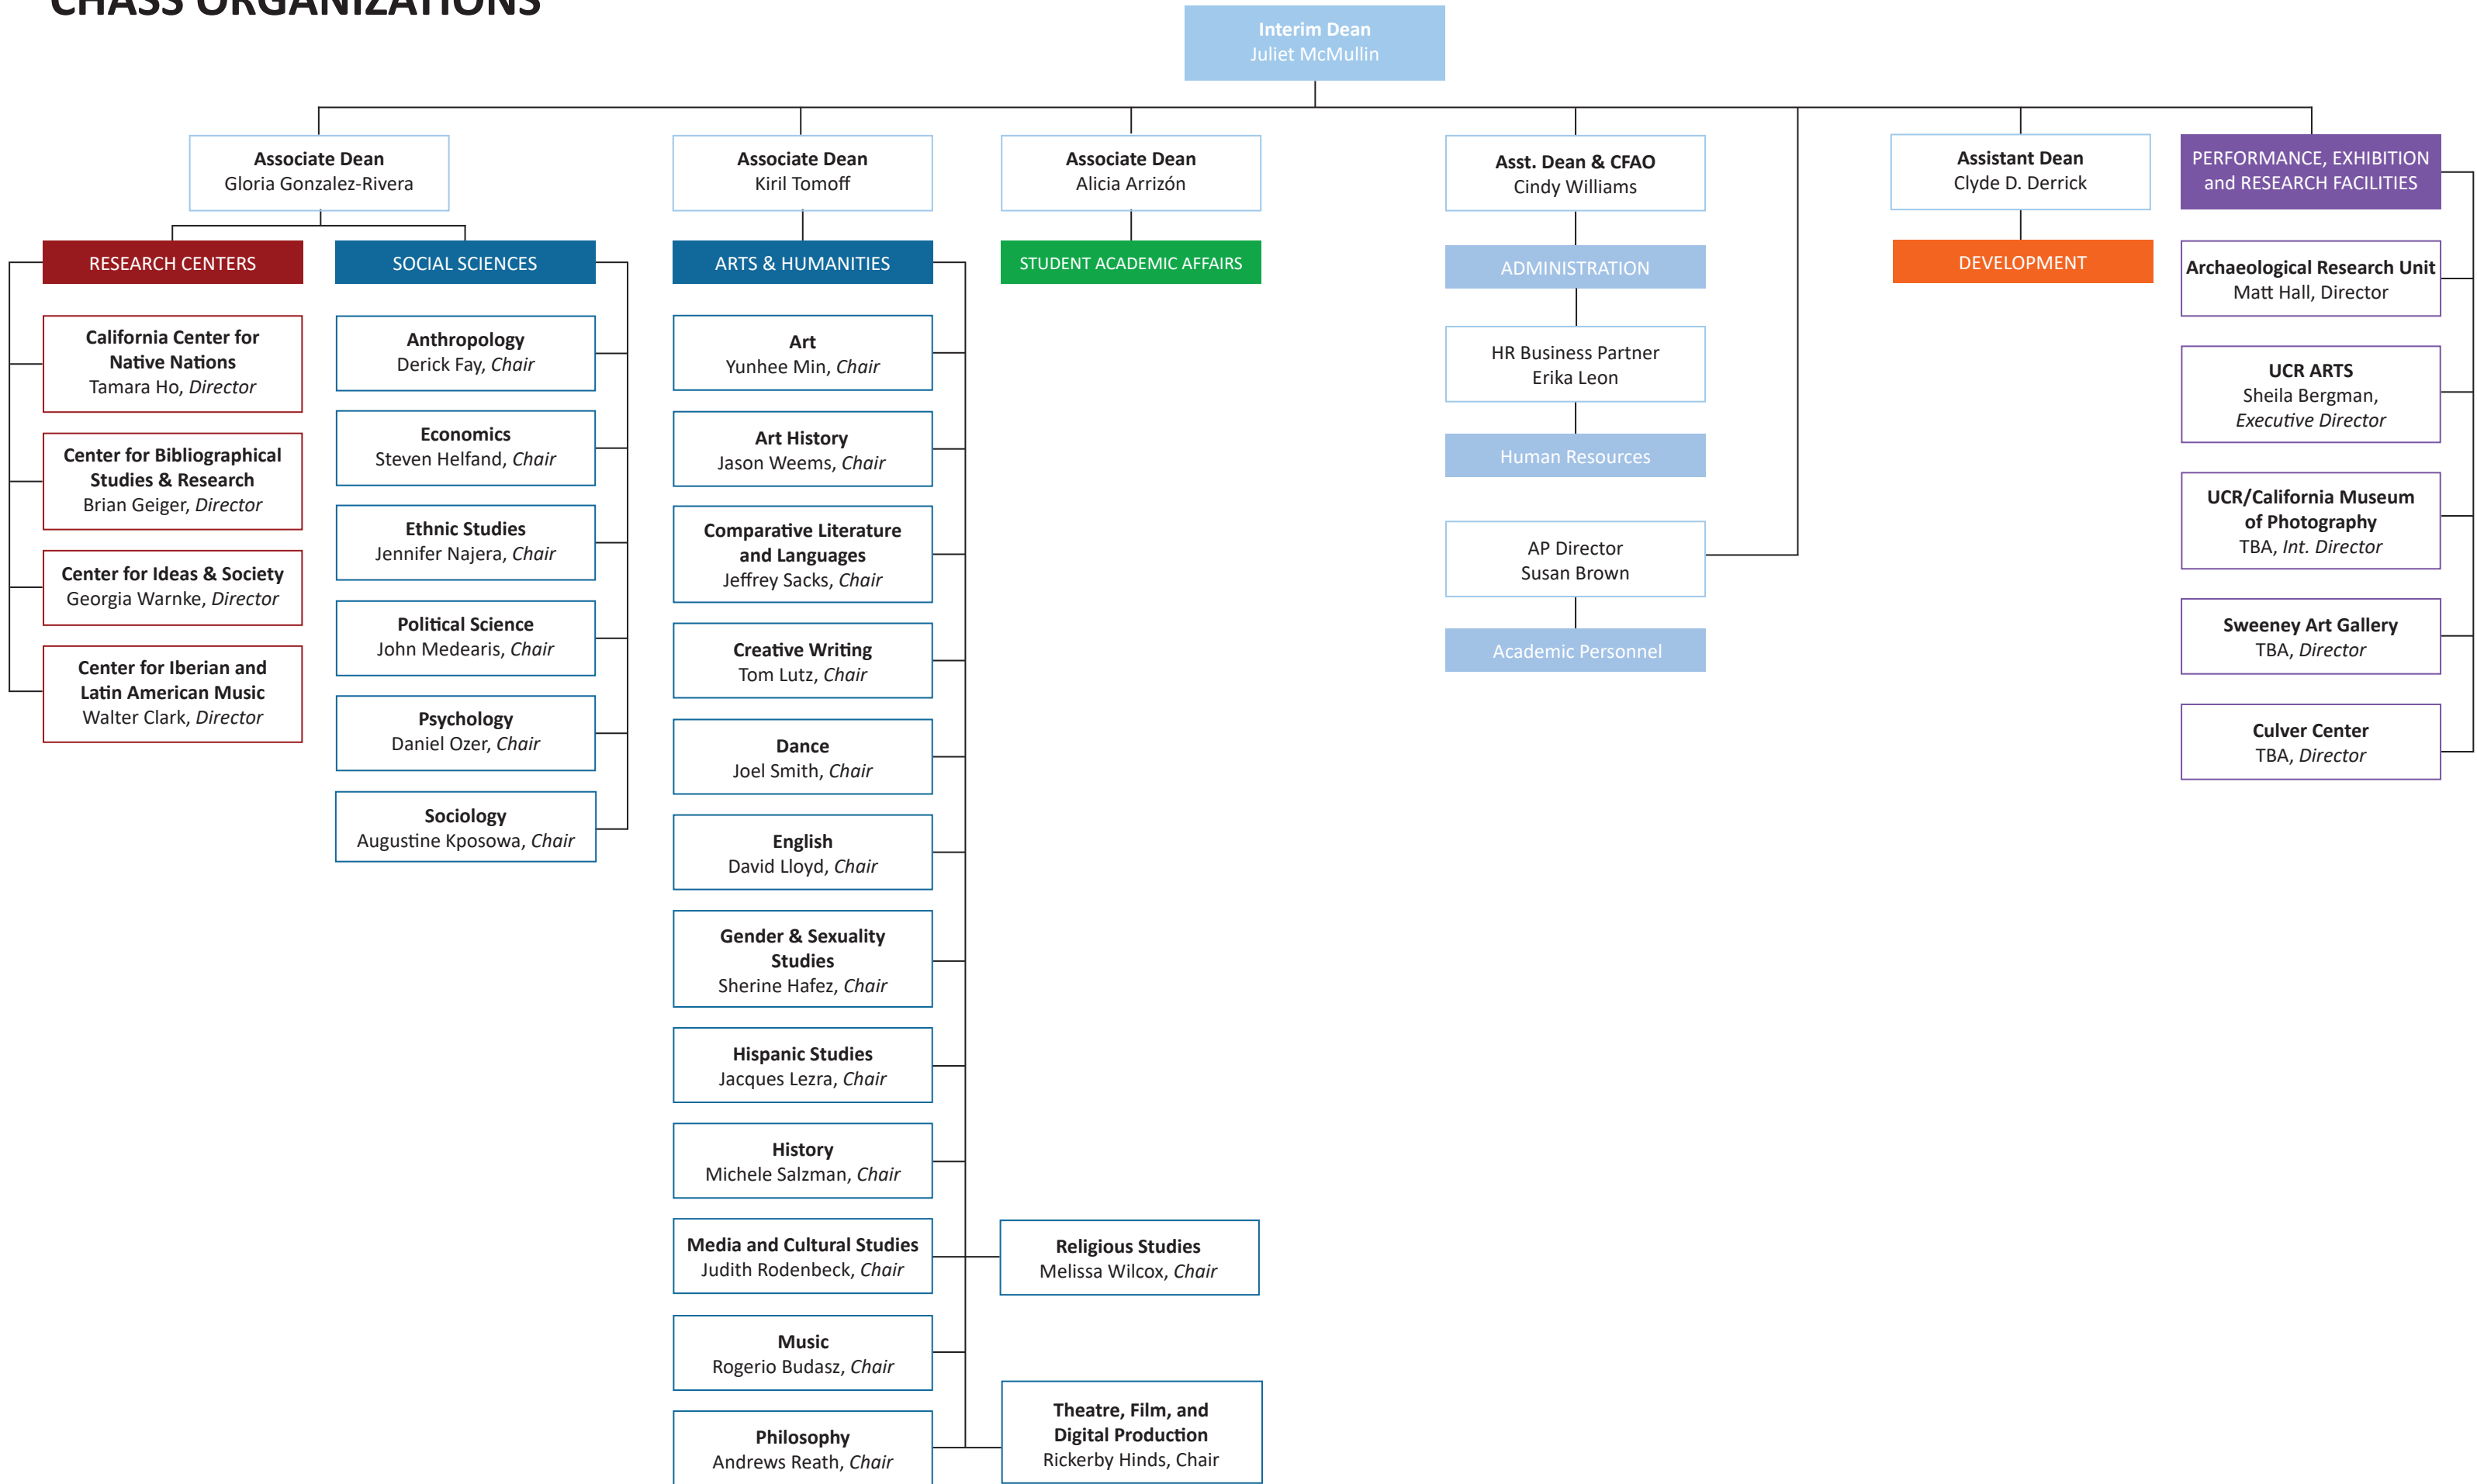 CHASS ORGANIZATIONS
Interim Dean
Juliet McMullin
Associate Dean
Gloria Gonzalez-Rivera
Associate Dean
Kiril Tomoff
Associate Dean
Alicia Arrizón
Asst. Dean & CFAO
Cindy Williams
Assistant Dean
Clyde D. Derrick
PERFORMANCE, EXHIBITION
and RESEARCH FACILITIES
RESEARCH CENTERS
California Center for
Native Nations
Tamara Ho, Director
Center for Bibliographical
Studies & Research
Brian Geiger, Director
Center for Ideas & Society
Georgia Warnke, Director
Center for Iberian and
Latin American Music
Walter Clark, Director
SOCIAL SCIENCES
Anthropology
Derick Fay, Chair
Economics
Steven Helfand, Chair
Ethnic Studies
Jennifer Najera, Chair
Political Science
John Medearis, Chair
Psychology
Daniel Ozer, Chair
Sociology
Augustine Kposowa, Chair
ARTS & HUMANITIES
Art
Yunhee Min, Chair
Art History
Jason Weems, Chair
Comparative Literature
and Languages
Jeffrey Sacks, Chair
Creative Writing
Tom Lutz, Chair
Dance
Joel Smith, Chair
English
David Lloyd, Chair
Gender & Sexuality
Studies
Sherine Hafez, Chair
Hispanic Studies
Jacques Lezra, Chair
History
Michele Salzman, Chair
Media and Cultural Studies
Judith Rodenbeck, Chair
Music
Rogerio Budasz, Chair
Philosophy
Andrews Reath, Chair
Religious Studies
Melissa Wilcox, Chair
Theatre, Film, and
Digital Production
Rickerby Hinds, Chair
STUDENT ACADEMIC AFFAIRS
ADMINISTRATION
HR Business Partner
Erika Leon
Human Resources
AP Director
Susan Brown
Academic Personnel
DEVELOPMENT
Archaeological Research Unit
Matt Hall, Director
UCR ARTS
Sheila Bergman,
Executive Director
UCR/California Museum
of Photography
TBA, Int. Director
Sweeney Art Gallery
TBA, Director
Culver Center
TBA, Director